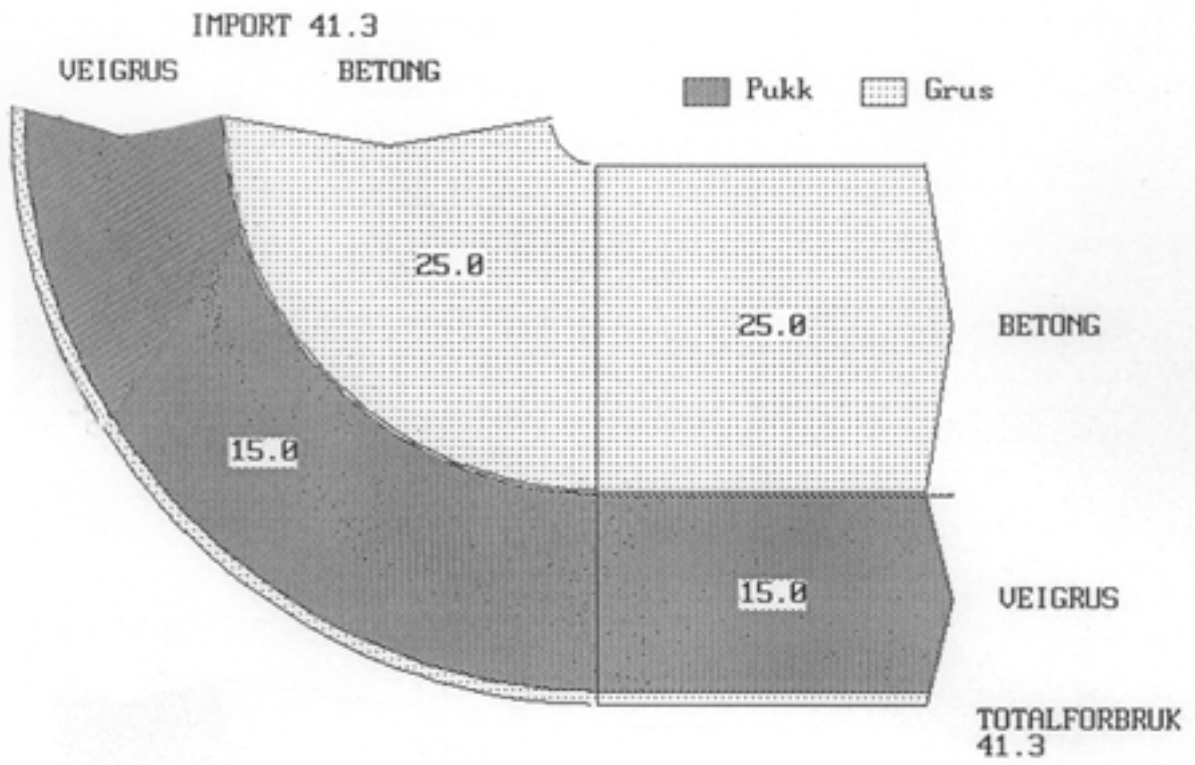 IMPORT 41.3
VEIGRUS BETONG
Pukk Grus
25.0
25.0
BETONG
15.0
15.0
VEIGRUS
TOTALFORBRUK
41.3